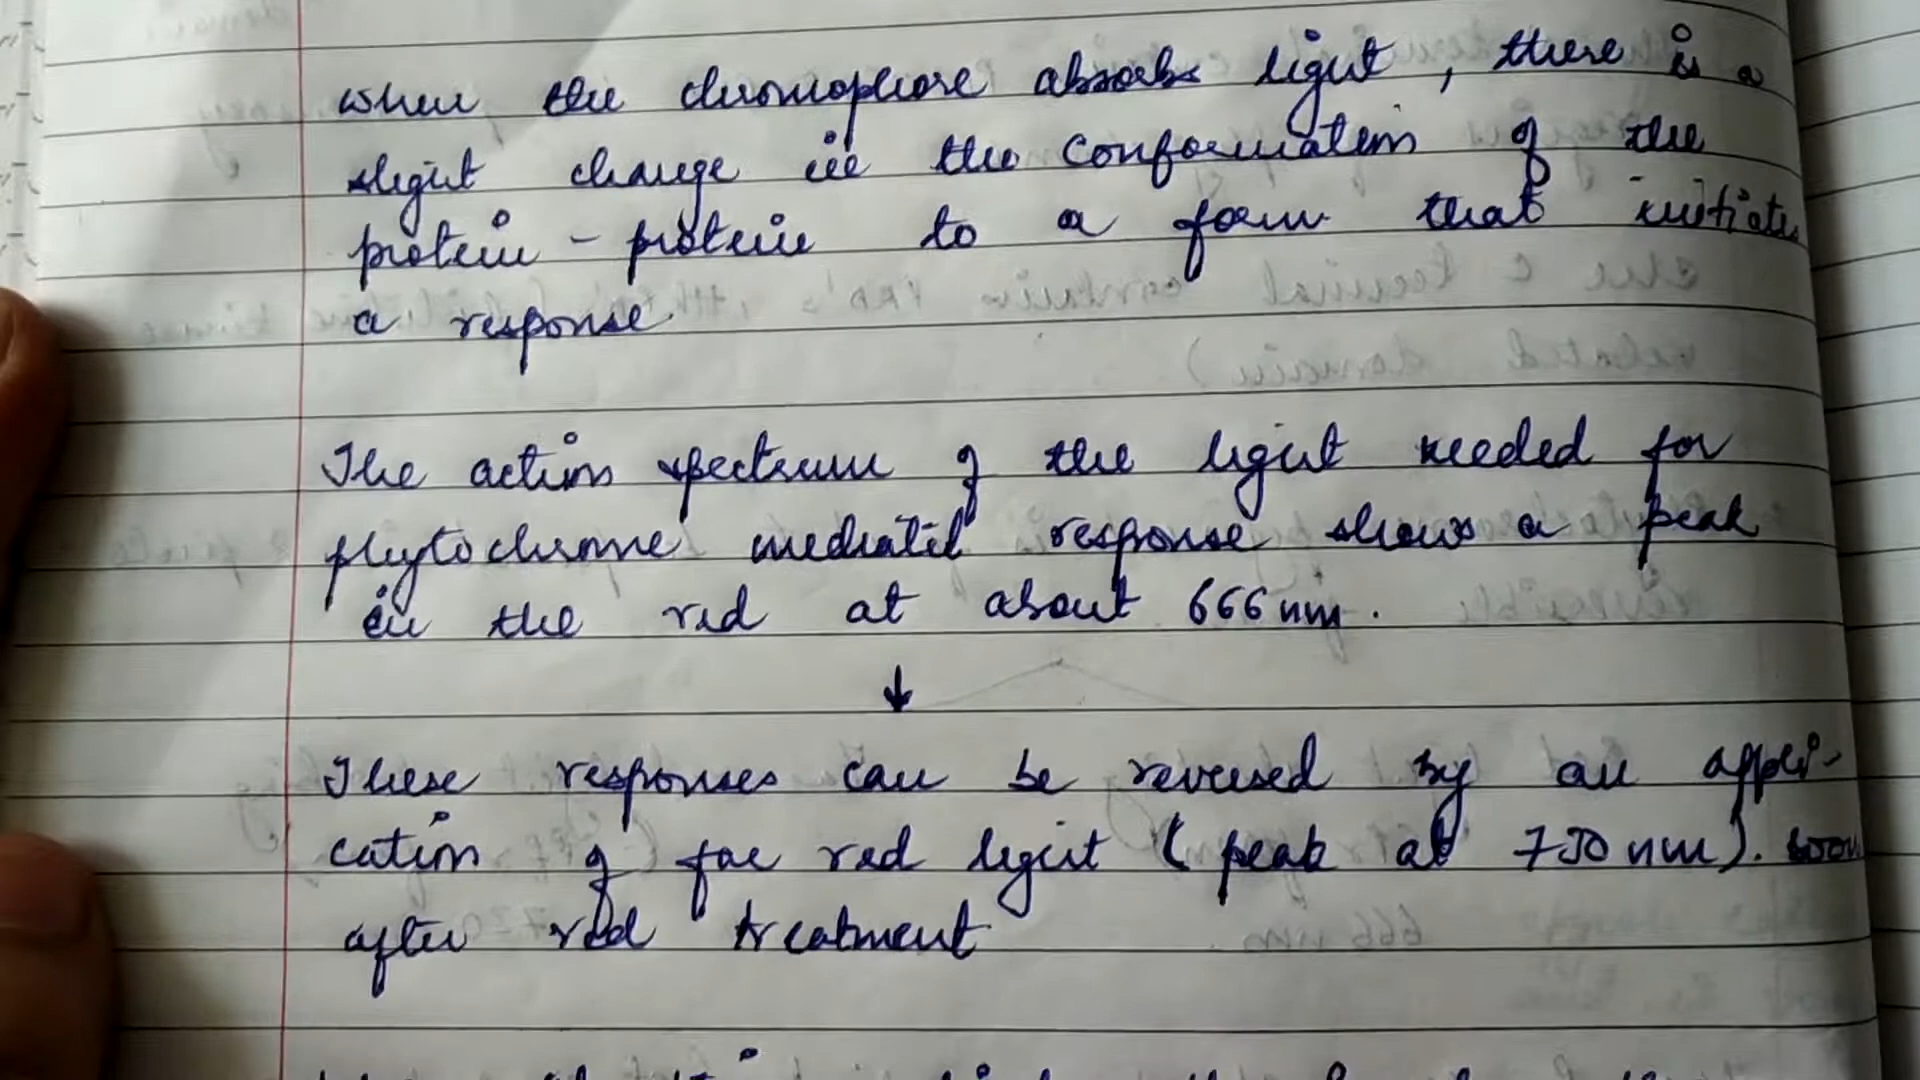 when the chromophore absorbs light, there is a
slight change in the conformation of the
protein - protein to a form that initiates
a response
The action spectrum of the light needed for
phytochrome mediated response shows a peak
in the red at about 666nm.
↓
These responses can be reversed by an appli-
cation of far red light (peak at 730 nm). soon
after red treatment